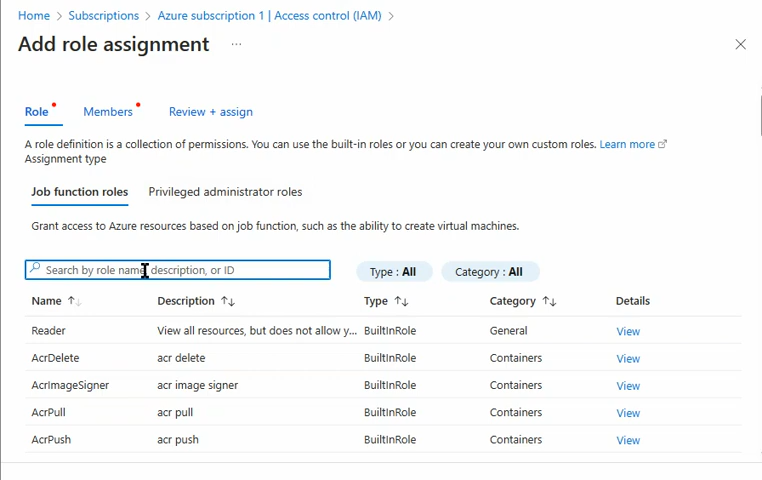 Home > Subscriptions > Azure subscription 1 | Access control (IAM) >
Add role assignment ...
Role Members Review + assign
A role definition is a collection of permissions. You can use the built-in roles or you can create your own custom roles. Learn more
Assignment type
Job function roles Privileged administrator roles
Grant access to Azure resources based on job function, such as the ability to create virtual machines.
Search by role name, description, or ID Type : All Category : All
Name ↑↓ Description ↑↓ Type ↑↓ Category ↑↓ Details
Reader View all resources, but does not allow y... BuiltInRole General View
AcrDelete acr delete BuiltInRole Containers View
AcrImageSigner acr image signer BuiltInRole Containers View
AcrPull acr pull BuiltInRole Containers View
AcrPush acr push BuiltInRole Containers View